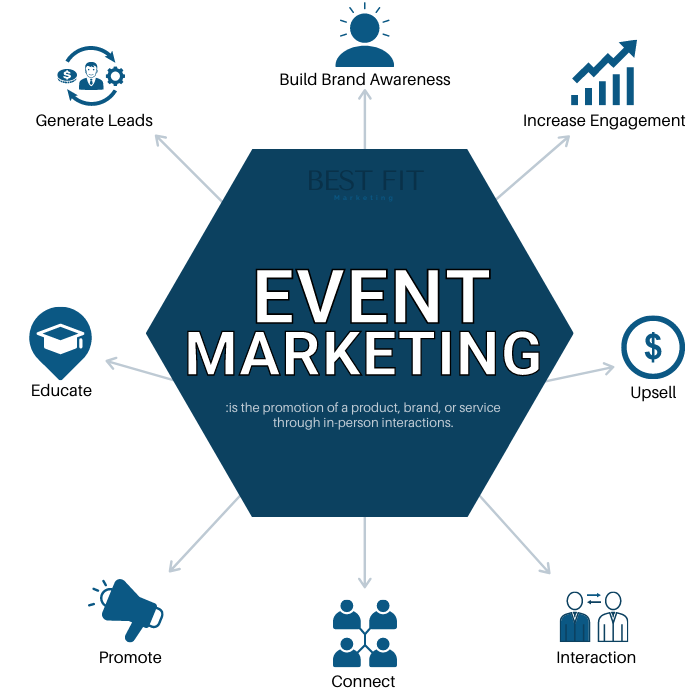 Build Brand Awareness
Generate Leads
Increase Engagement
$
BEST FIT
Marketing
EVENT
MARKETING
:is the promotion of a product, brand, or service
through in-person interactions.
Educate
$
Upsell
Promote
Interaction
Connect